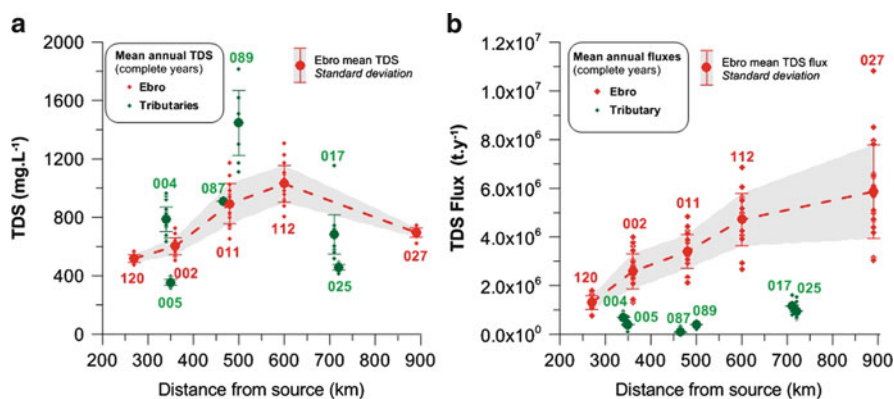 a
TDS (mg.L⁻¹)
2000
1600
1200
800
400
0
200 300 400 500 600 700 800 900
Distance from source (km)
Mean annual TDS
(complete years)
Ebro
Tributaries
Ebro mean TDS
Standard deviation
089
004
087
017
120
002
005
011
112
025
027
b
TDS Flux (t.y⁻¹)
1.2x10⁷
1.0x10⁷
8.0x10⁶
6.0x10⁶
4.0x10⁶
2.0x10⁶
0.0x10⁰
200 300 400 500 600 700 800 900
Distance from source (km)
Mean annual fluxes
(complete years)
Ebro
Tributary
Ebro mean TDS flux
Standard deviation
027
112
011
002
120
004
005
087
089
017
025